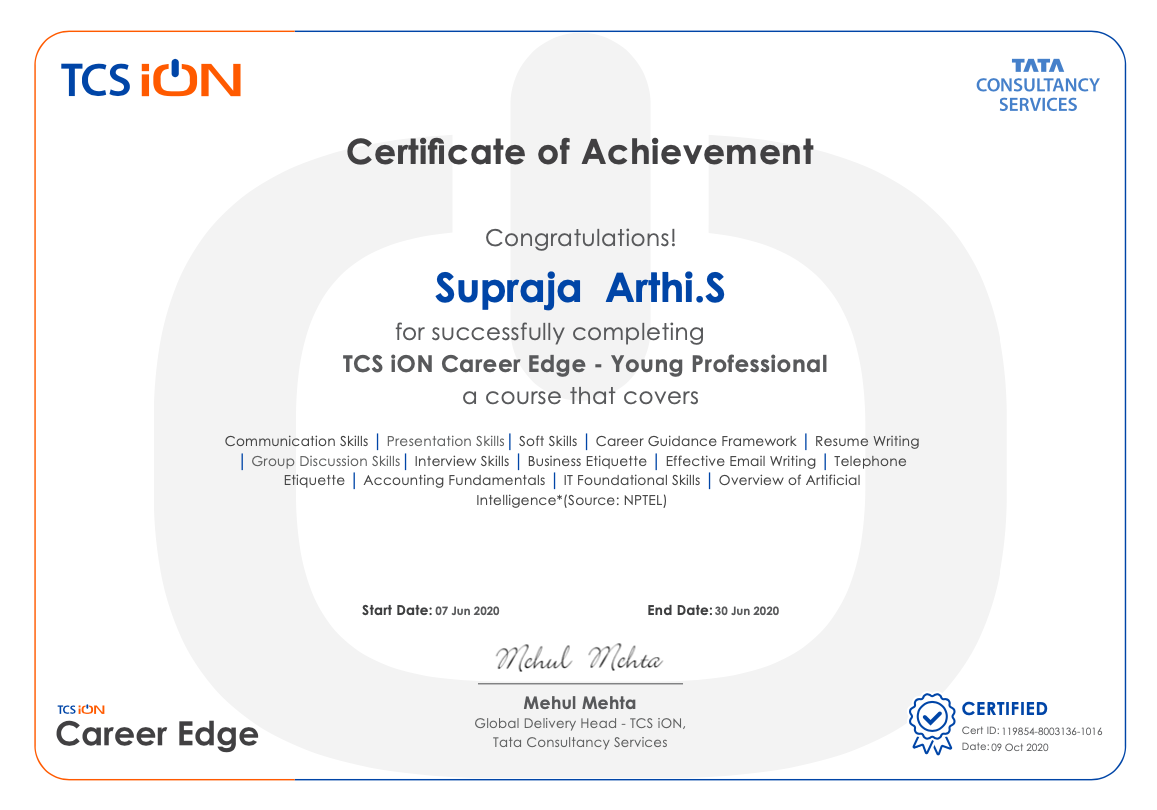 TCS iON
TATA
CONSULTANCY
SERVICES
Certificate of Achievement
Congratulations!
Supraja Arthi.S
for successfully completing
TCS iON Career Edge - Young Professional
a course that covers
Communication Skills | Presentation Skills | Soft Skills | Career Guidance Framework | Resume Writing
| Group Discussion Skills | Interview Skills | Business Etiquette | Effective Email Writing | Telephone
Etiquette | Accounting Fundamentals | IT Foundational Skills | Overview of Artificial
Intelligence*(Source: NPTEL)
Start Date: 07 Jun 2020 End Date: 30 Jun 2020
Mehul Mehta
Mehul Mehta
Global Delivery Head - TCS iON,
Tata Consultancy Services
TCS iON
Career Edge
CERTIFIED
Cert ID: 119854-8003136-1016
Date: 09 Oct 2020